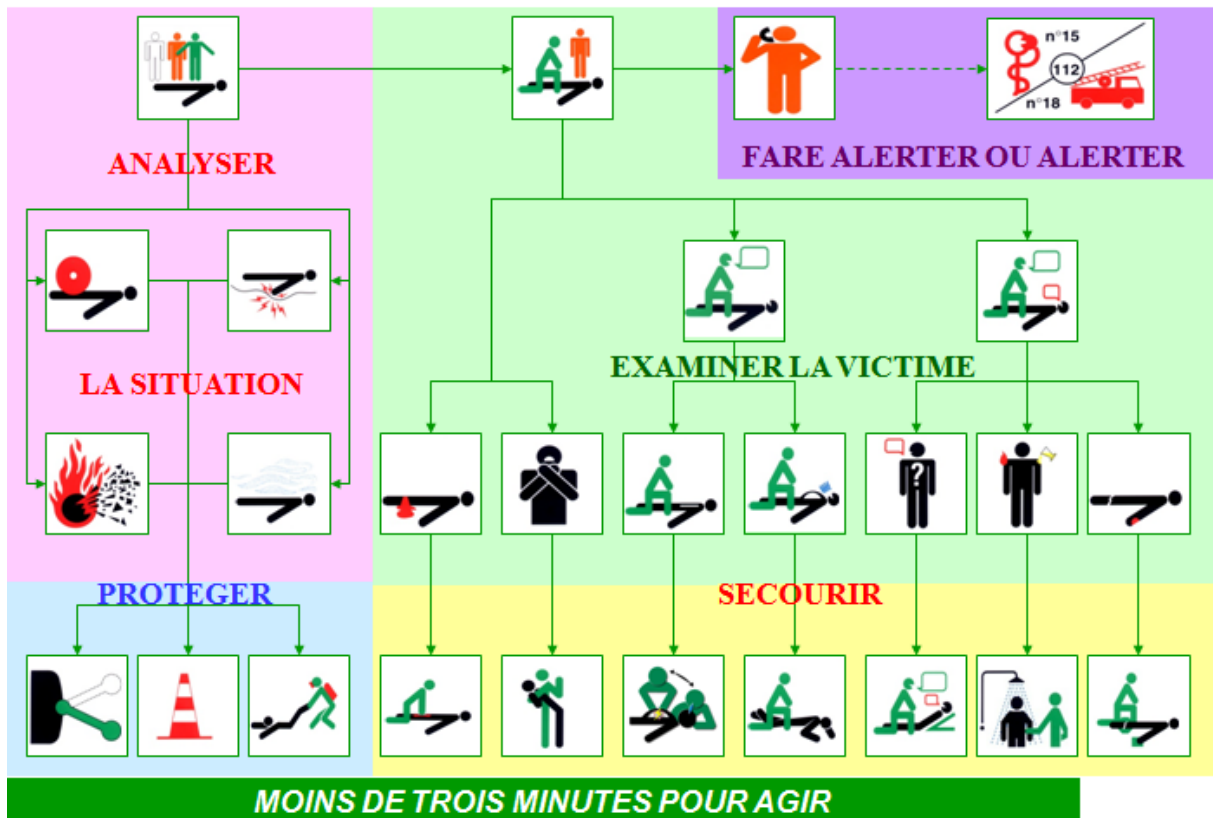 n°15
112
n°18
ANALYSER
FARE ALERTER OU ALERTER
EXAMINER LA VICTIME
LA SITUATION
?
PROTEGER
SECOURIR
MOINS DE TROIS MINUTES POUR AGIR